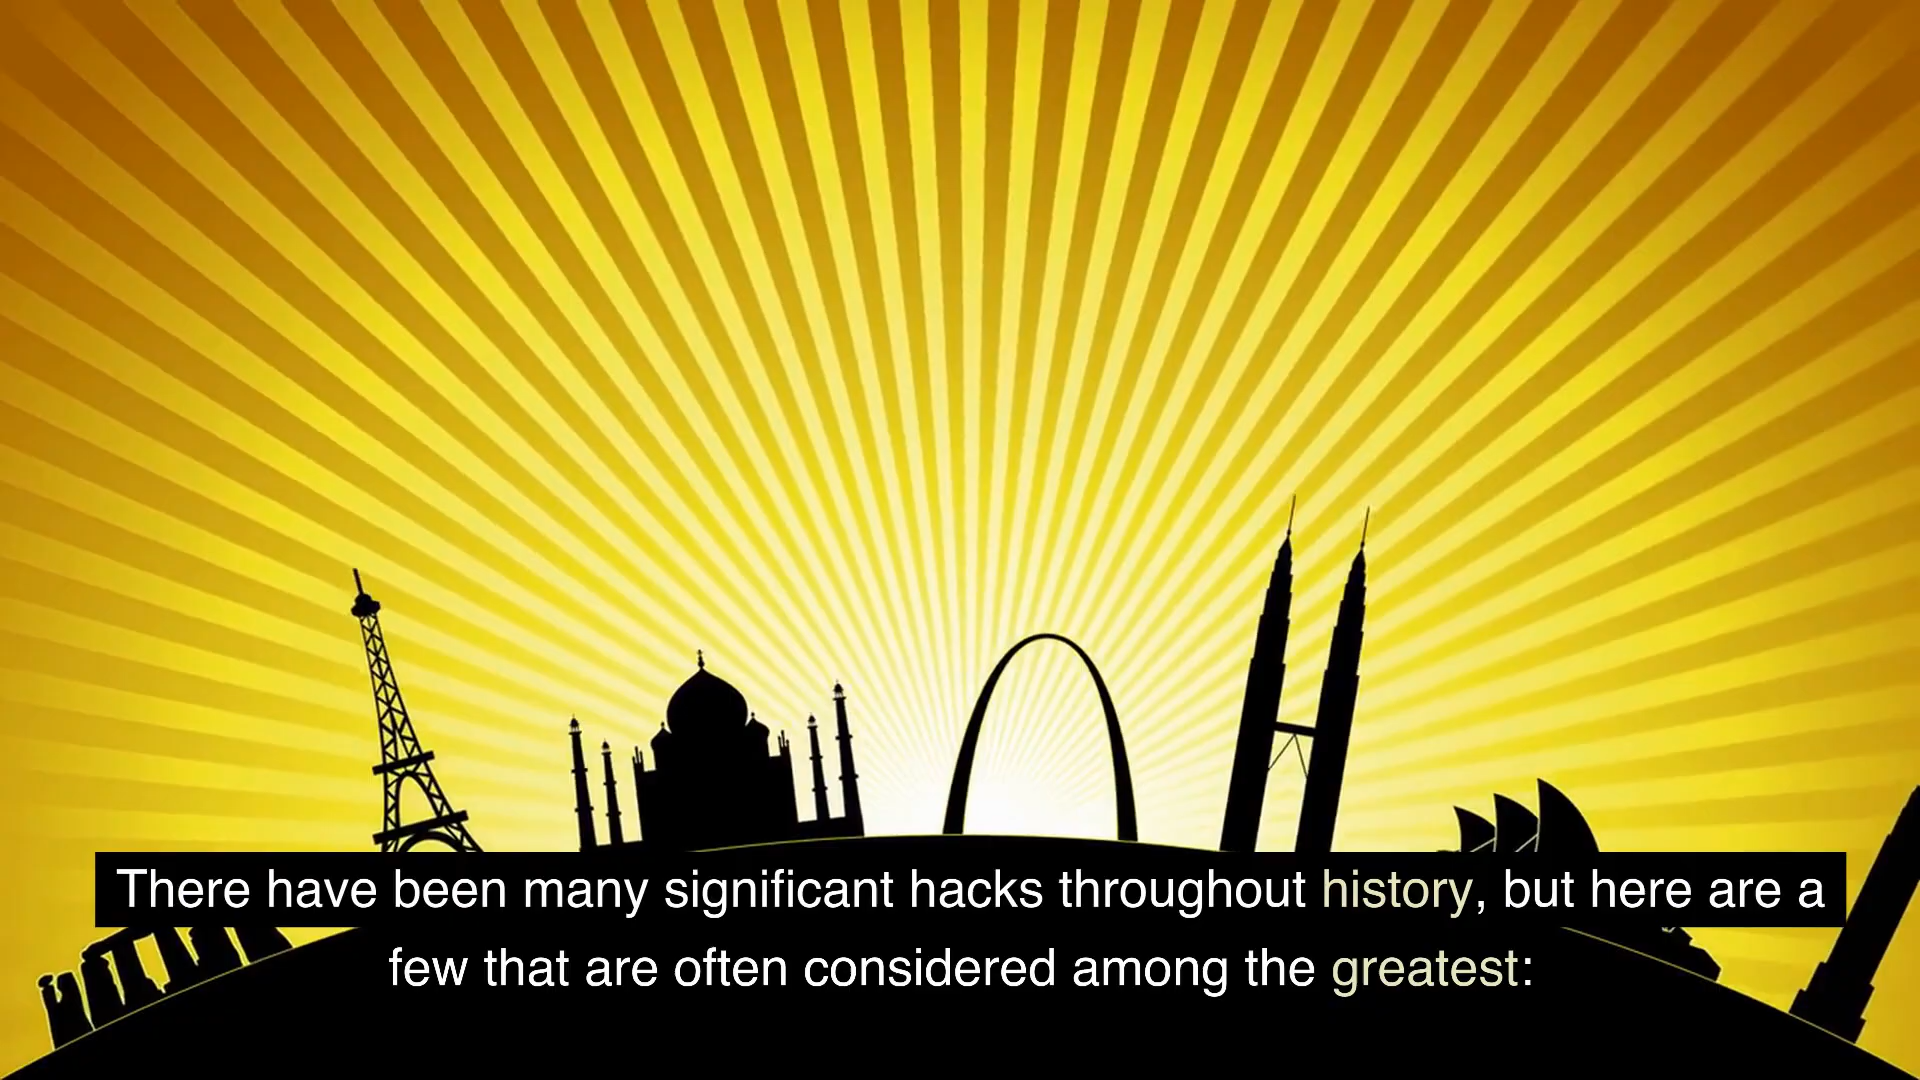 There have been many significant hacks throughout history, but here are a
few that are often considered among the greatest: